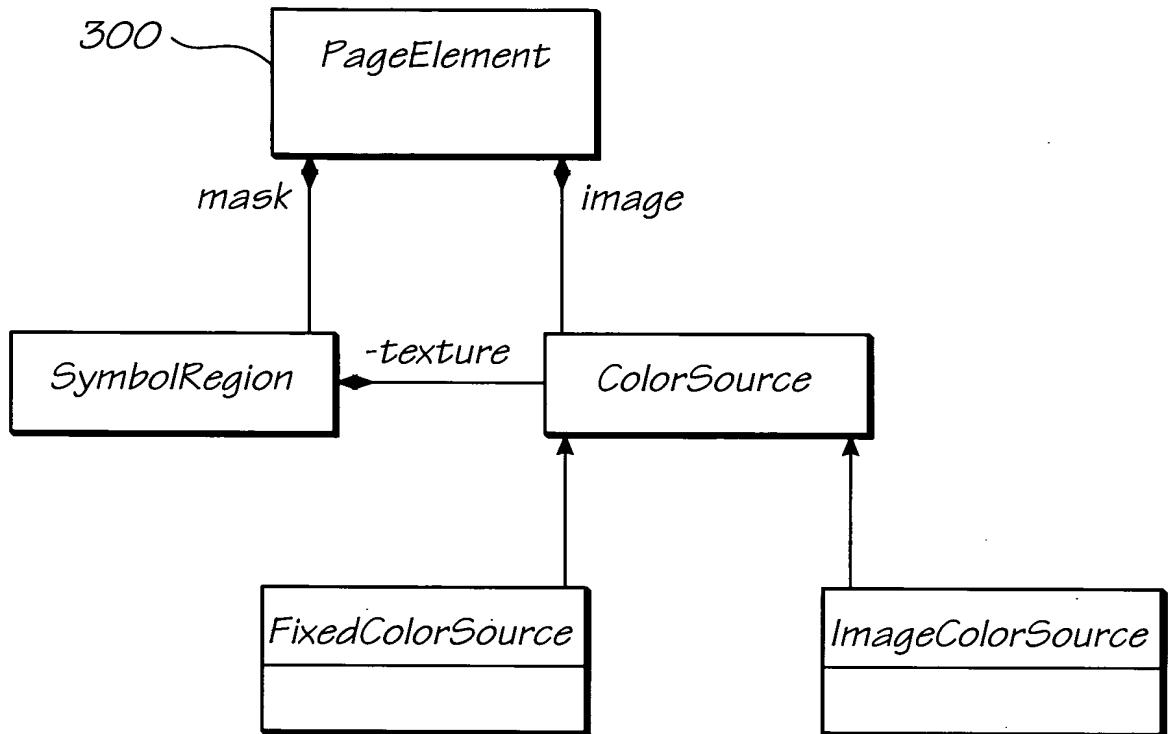 300
PageElement
mask
image
-texture
SymbolRegion
ColorSource
FixedColorSource
ImageColorSource